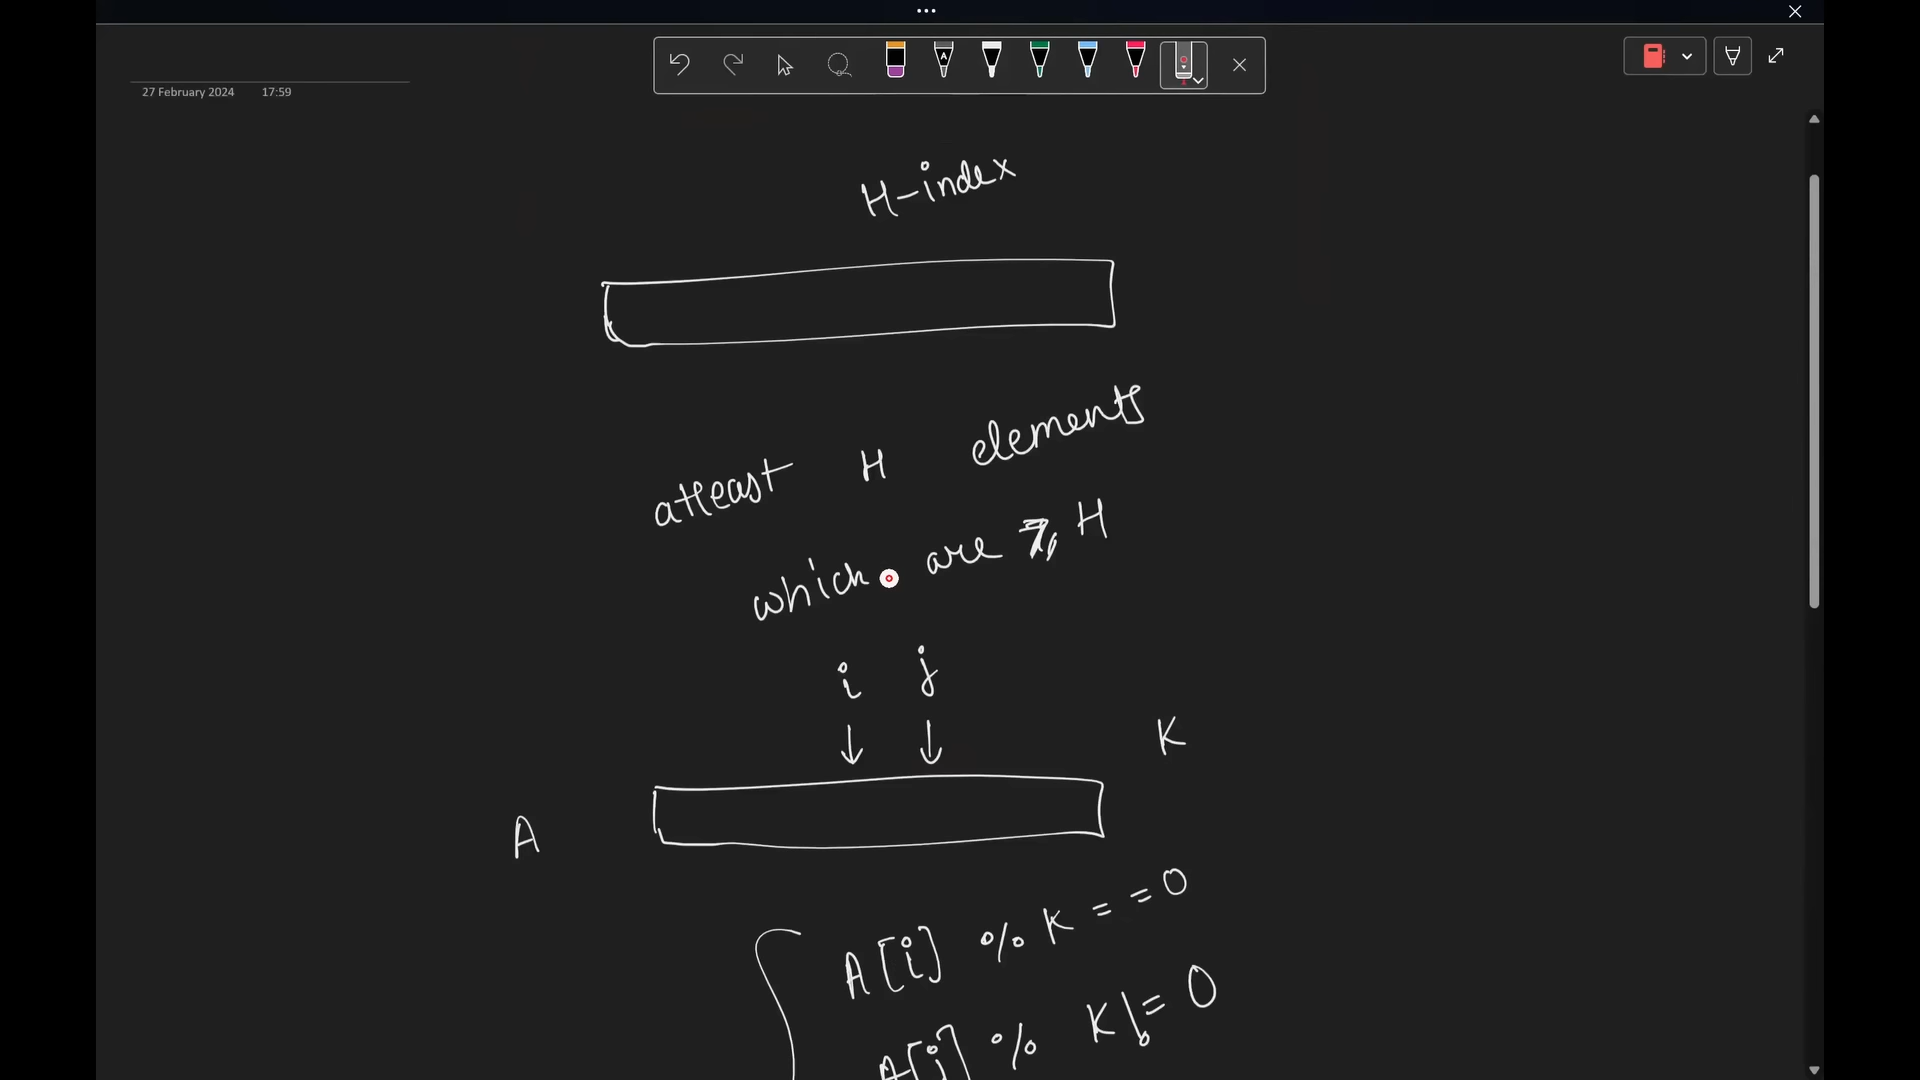 27 February 2024 17:59
H-index
atleast H elements
which are ≥ H
i j
K
A
A[i] % K = = 0
A[j] % K != 0